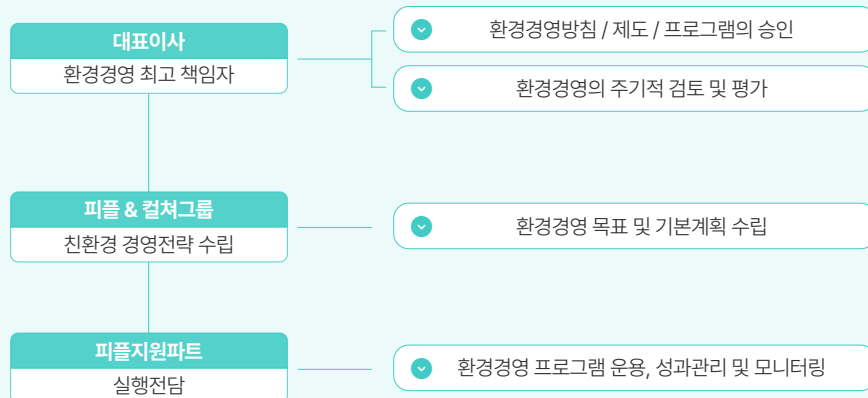 대표이사
환경경영 최고 책임자
환경경영방침 / 제도 / 프로그램의 승인
환경경영의 주기적 검토 및 평가
피플 & 컬쳐그룹
친환경 경영전략 수립
환경경영 목표 및 기본계획 수립
피플지원파트
실행전담
환경경영 프로그램 운용, 성과관리 및 모니터링